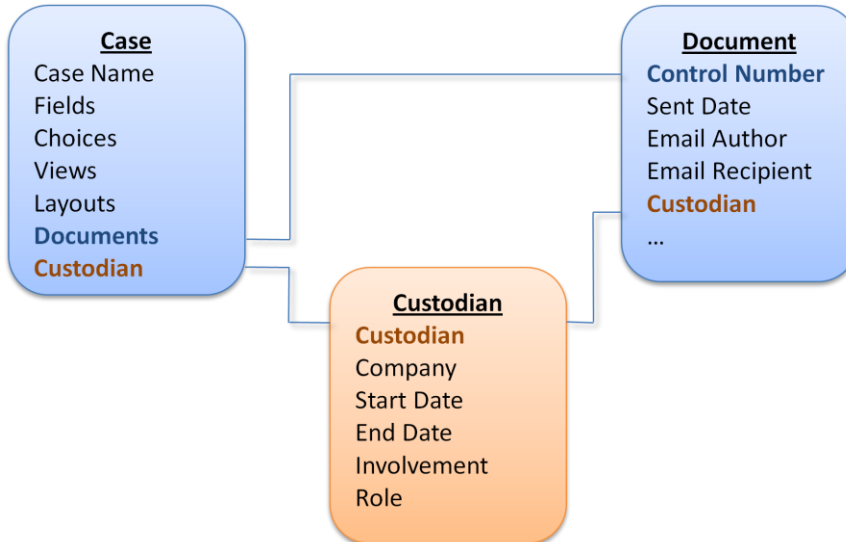 Case
Case Name
Fields
Choices
Views
Layouts
Documents
Custodian
Document
Control Number
Sent Date
Email Author
Email Recipient
Custodian
...
Custodian
Custodian
Company
Start Date
End Date
Involvement
Role